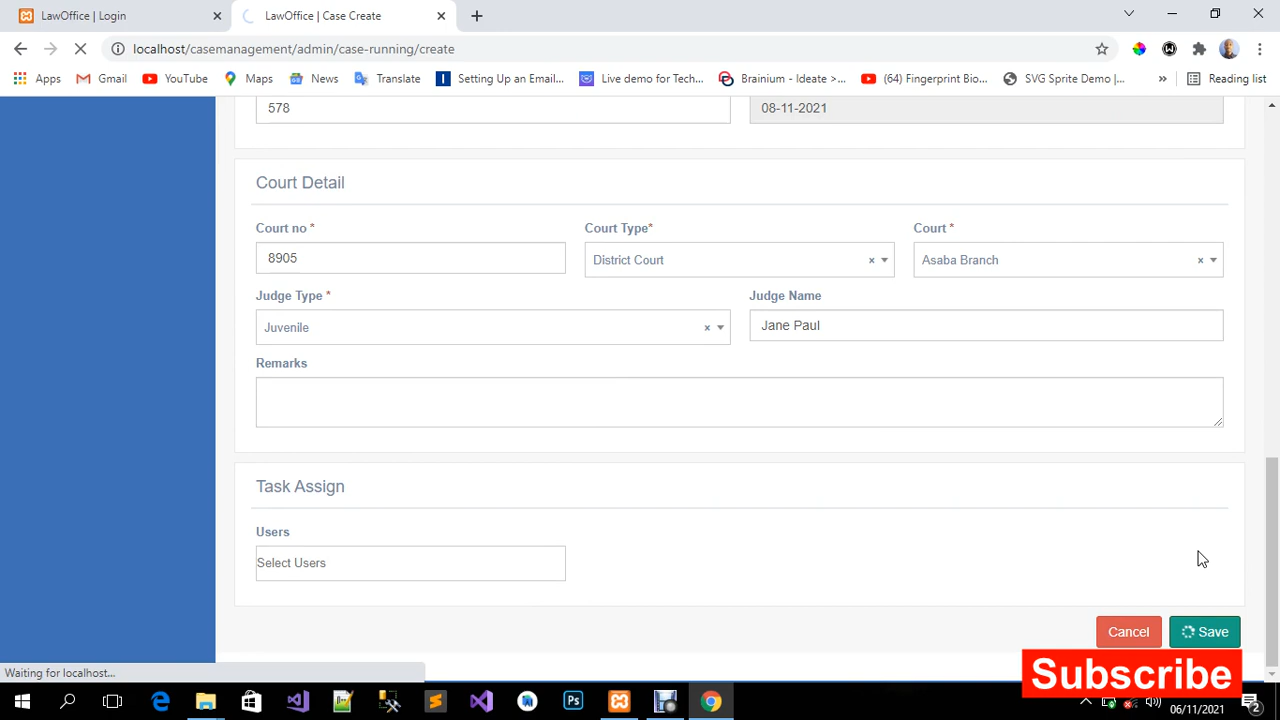 LawOffice | Login
LawOffice | Case Create
localhost/casemanagement/admin/case-running/create
Apps
Gmail
YouTube
Maps
News
Translate
Setting Up an Email...
Live demo for Tech...
Brainium - Ideate >...
(64) Fingerprint Bio...
SVG Sprite Demo |...
»
Reading list
578
08-11-2021
Court Detail
Court no *
Court Type*
Court *
8905
District Court
×
Asaba Branch
×
Judge Type *
Judge Name
Juvenile
×
Jane Paul
Remarks
Task Assign
Users
Select Users
Cancel
Save
Waiting for localhost...
Subscribe
Ps
06/11/2021
2